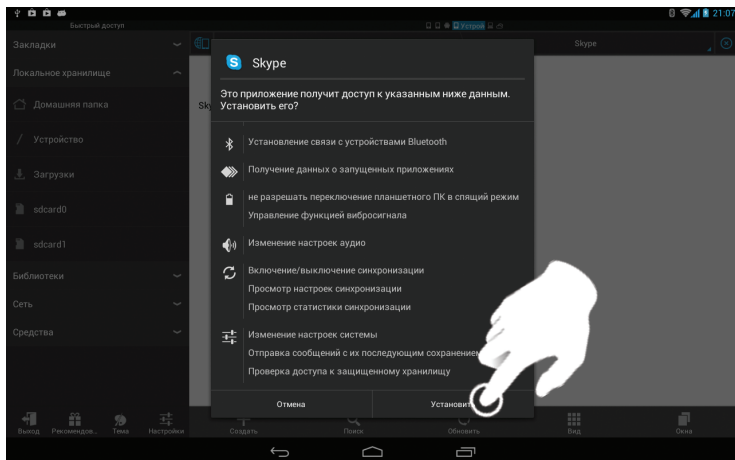 21:07
Быстрый доступ
Устрой
Закладки
Skype
Локальное хранилище
Домашняя папка
/ Устройство
Загрузки
sdcard0
sdcard1
Библиотеки
Сеть
Средства
S Skype
Это приложение получит доступ к указанным ниже данным.
Установить его?
Sky
Установление связи с устройствами Bluetooth
Получение данных о запущенных приложениях
не разрешать переключение планшетного ПК в спящий режим
Управление функцией вибросигнала
Изменение настроек аудио
Включение/выключение синхронизации
Просмотр настроек синхронизации
Просмотр статистики синхронизации
Изменение настроек системы
Отправка сообщений с их последующим сохранением
Проверка доступа к защищенному хранилищу
Отмена
Установит
Выход
Рекомендов...
Тема
Настройки
Создать
Поиск
Обновить
Вид
Окна